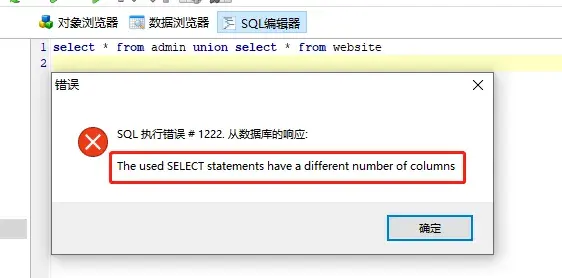 对象浏览器 数据浏览器 SQL编辑器
1 select * from admin union select * from website
2
错误
SQL 执行错误 # 1222. 从数据库的响应:
The used SELECT statements have a different number of columns
确定